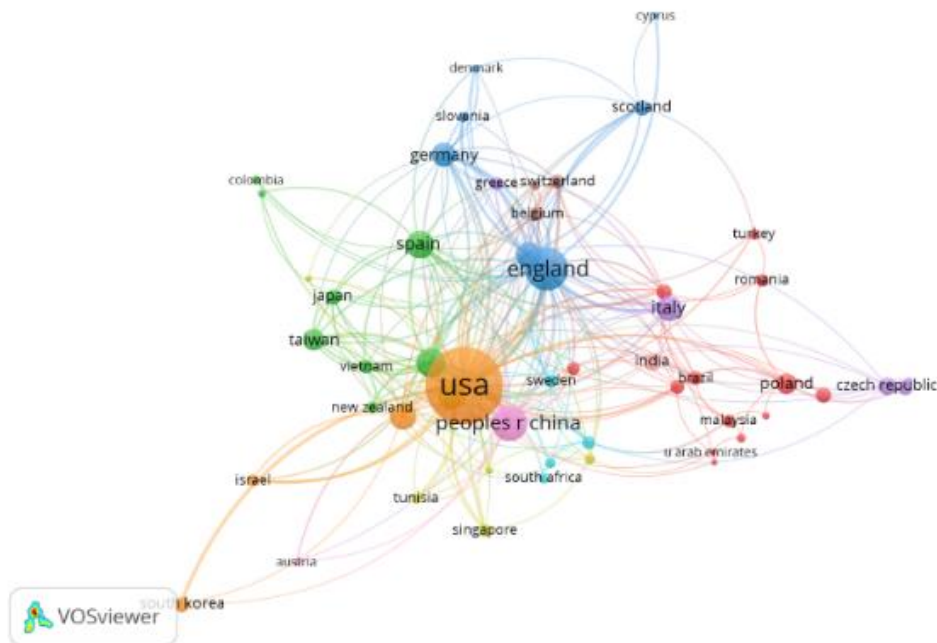 cyprus
denmark
scotland
slovenia
germany
greece
switzerland
colombia
belgium
turkey
spain
england
romania
japan
italy
taiwan
vietnam
india
sweden
brazil
usa
poland
czech republic
new zealand
peoples r china
malaysia
u arab emirates
israel
south africa
tunisia
singapore
austria
south korea
VOSviewer